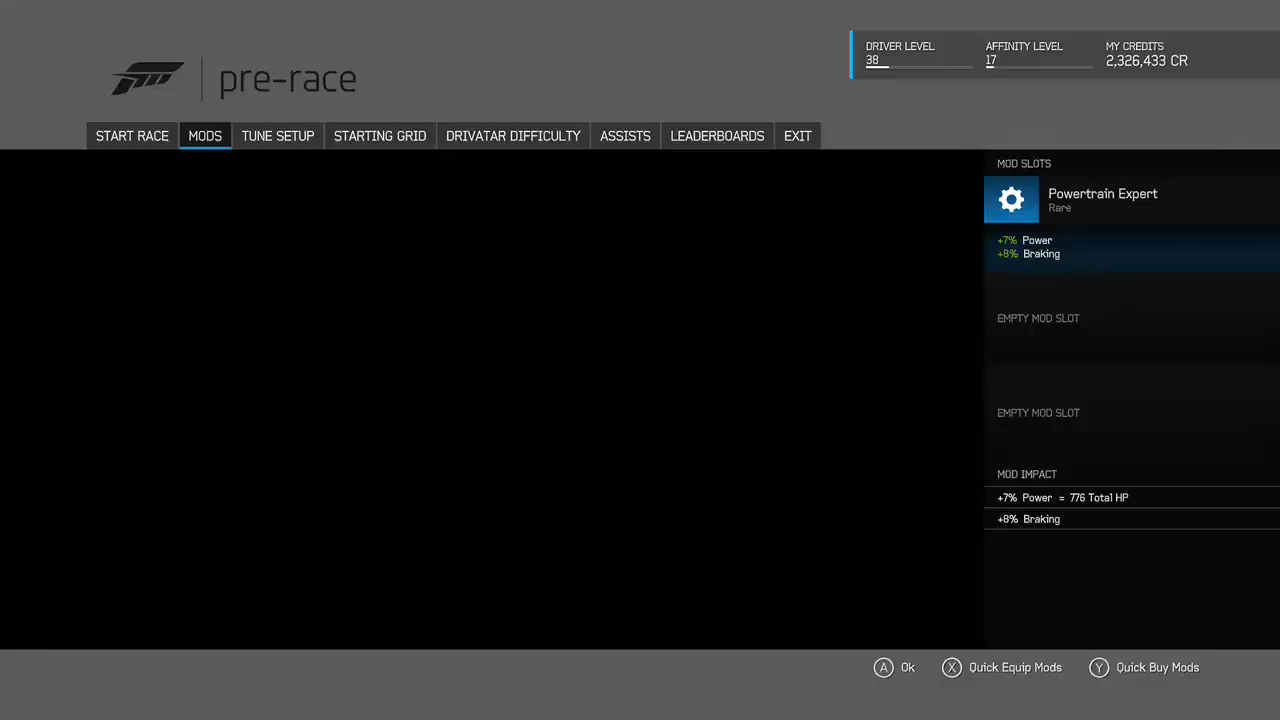 DRIVER LEVEL
38
AFFINITY LEVEL
17
MY CREDITS
2,326,433 CR
pre-race
START RACE
MODS
TUNE SETUP
STARTING GRID
DRIVATAR DIFFICULTY
ASSISTS
LEADERBOARDS
EXIT
MOD SLOTS
Powertrain Expert
Rare
+7% Power
+8% Braking
EMPTY MOD SLOT
EMPTY MOD SLOT
MOD IMPACT
+7% Power = 776 Total HP
+8% Braking
A Ok
X Quick Equip Mods
Y Quick Buy Mods